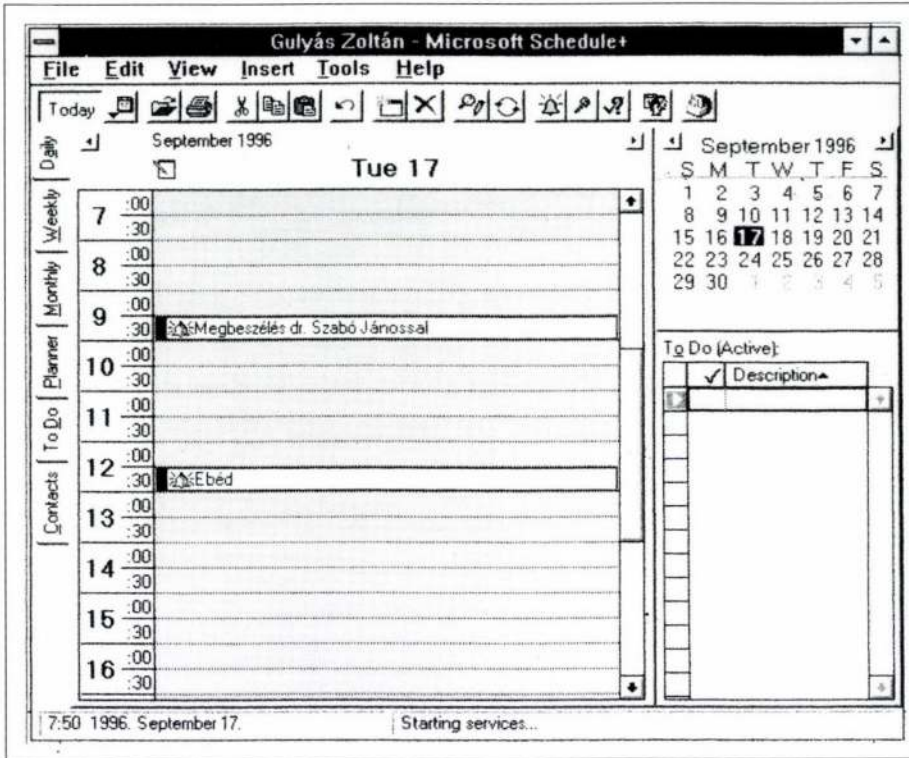 Gulyás Zoltán - Microsoft Schedule+
File Edit View Insert Tools Help
Today
September 1996
Tue 17
Daily
Weekly
Monthly
Planner
To Do
Contacts
7 :00
:30
8 :00
:30
9 :00
:30 Megbeszélés dr. Szabó Jánossal
10 :00
:30
11 :00
:30
12 :00
:30 Ebéd
13 :00
:30
14 :00
:30
15 :00
:30
16 :00
:30
September 1996
S M T W T F S
1 2 3 4 5 6 7
8 9 10 11 12 13 14
15 16 17 18 19 20 21
22 23 24 25 26 27 28
29 30 1 2 3 4 5
To Do (Active):
Description
7:50 1996. September 17. Starting services...